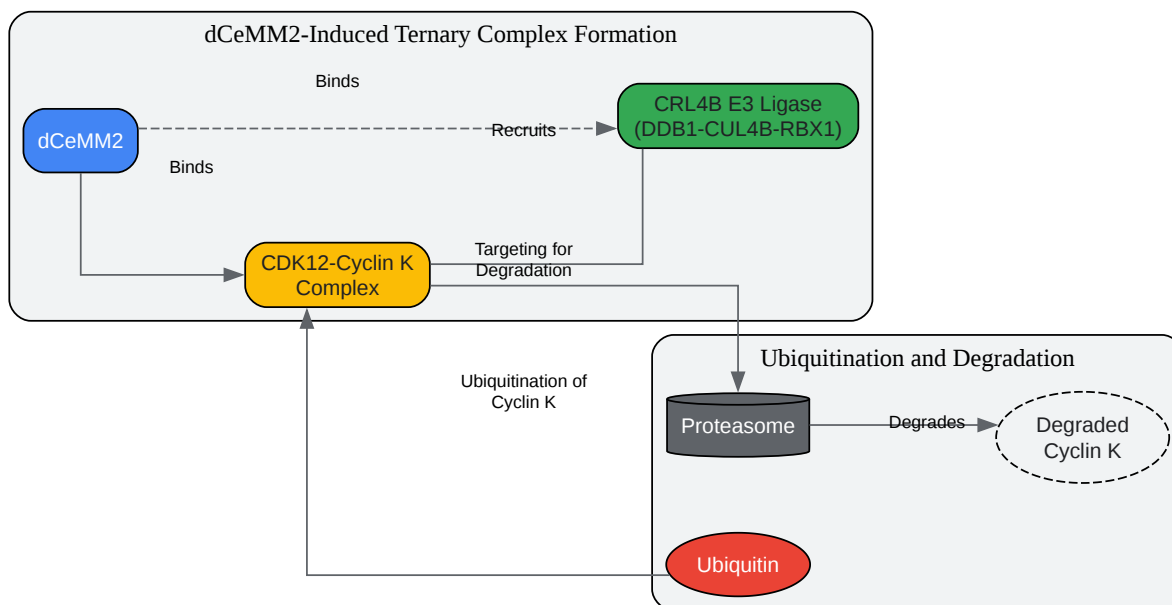 dCeMM2-Induced Ternary Complex Formation
Binds
CRL4B E3 Ligase
(DDB1-CUL4B-RBX1)
dCeMM2
Recruits
Binds
CDK12-Cyclin K
Complex
Targeting for
Degradation
Ubiquitination and Degradation
Ubiquitination of
Cyclin K
Proteasome
Degrades
Degraded
Cyclin K
Ubiquitin